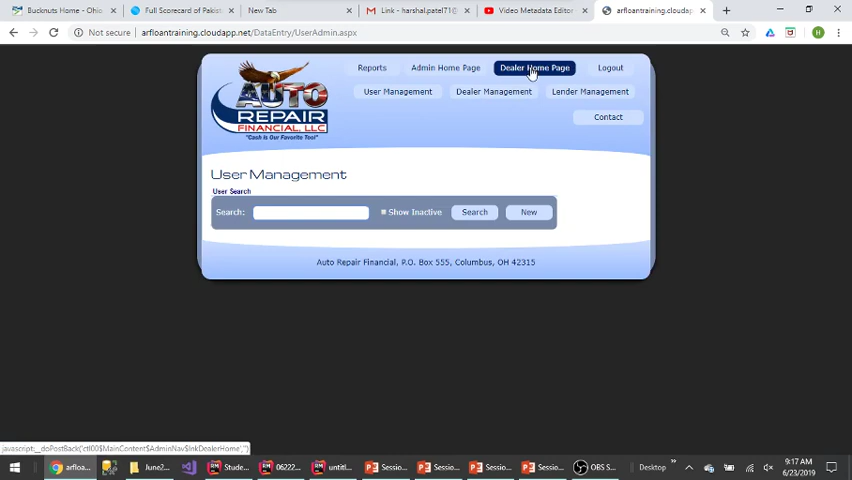 Bucknuts Home - Ohio
Full Scorecard of Pakist
New Tab
Link - harshal.patel71@
Video Metadata Editor
arfloantraining.cloudap
Not secure
arfloantraining.cloudapp.net/DataEntry/UserAdmin.aspx
H
Reports
Admin Home Page
Dealer Home Page
Logout
User Management
Dealer Management
Lender Management
Contact
AUTO
REPAIR
FINANCIAL, LLC
"Cash Is Our Favorite Tool"
User Management
User Search
Search:
Show Inactive
Search
New
Auto Repair Financial, P.O. Box 555, Columbus, OH 42315
javascript:__doPostBack('ctl00$MainContent$AdminNav$lnkDealerHome','')
arfloa...
June2...
Stude...
06222...
untitl...
Sessio...
Sessio...
Sessio...
Sessio...
OBS S...
Desktop
9:17 AM
6/23/2019